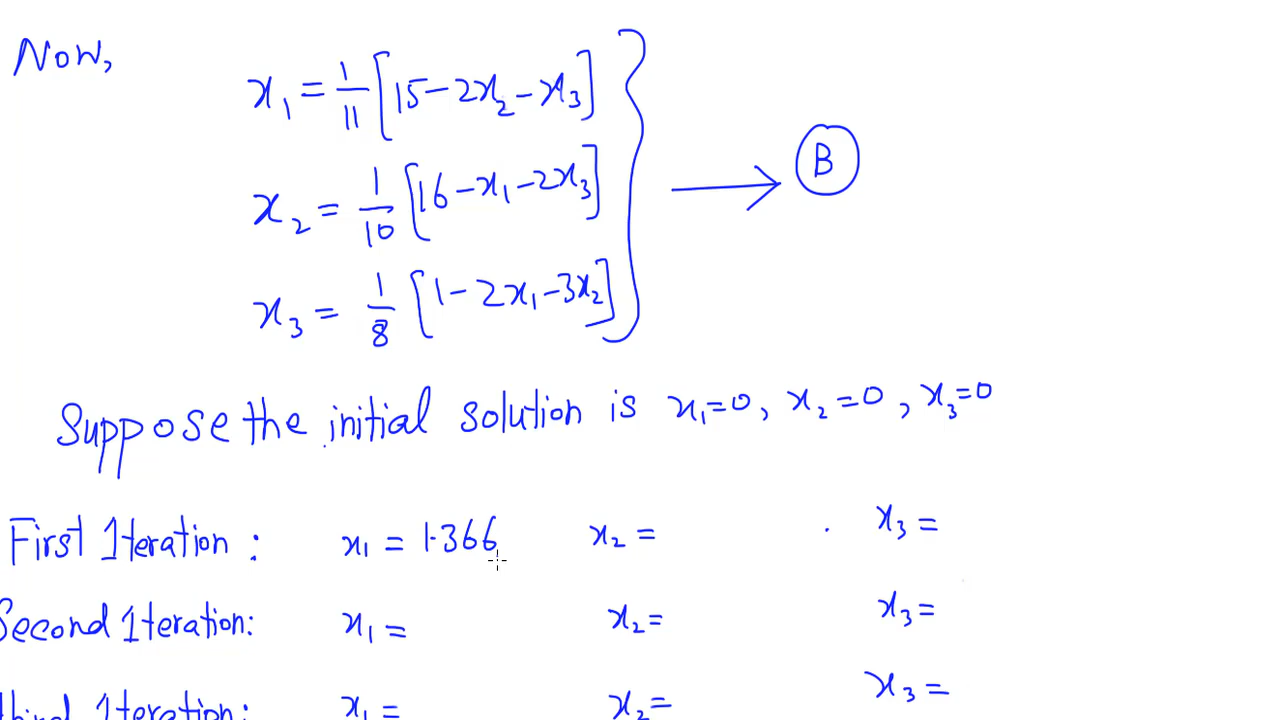 Now,
x₁ = 1/11 [15 - 2x₂ - x₃]
x₂ = 1/10 [16 - x₁ - 2x₃]
x₃ = 1/8 [1 - 2x₁ - 3x₂]
→ B
Suppose the initial solution is x₁=0, x₂=0, x₃=0
First Iteration: x₁ = 1.366 x₂ = . x₃ =
Second Iteration: x₁ = x₂ = x₃ =
Third Iteration: x₁ = x₂ = x₃ =